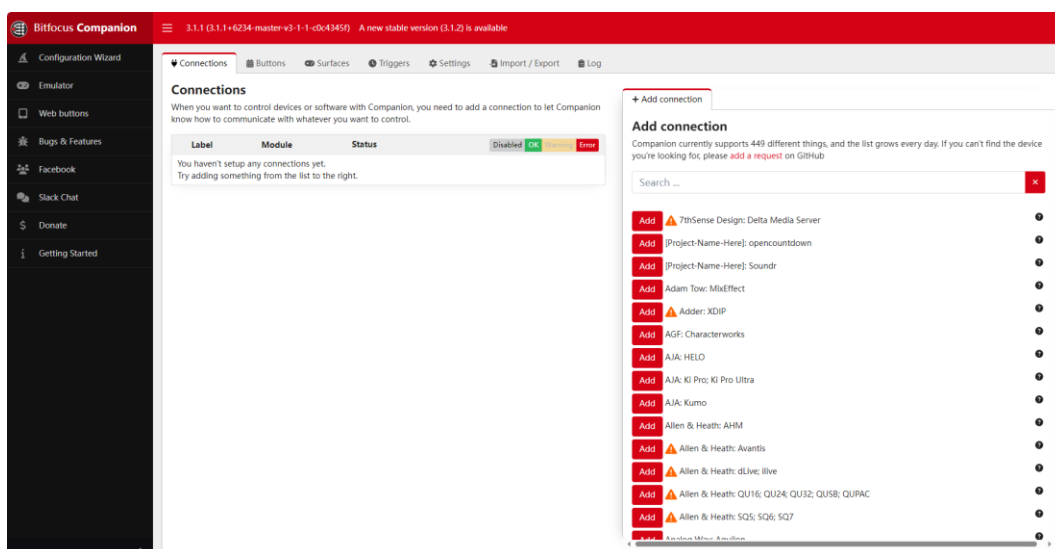 Bitfocus Companion
3.1.1 (3.1.1+6234-master-v3-1-1-c0c4345f) A new stable version (3.1.2) is available
Configuration Wizard
Emulator
Web buttons
Bugs & Features
Facebook
Slack Chat
Donate
Getting Started
Connections Buttons Surfaces Triggers Settings Import / Export Log
Connections
When you want to control devices or software with Companion, you need to add a connection to let Companion
know how to communicate with whatever you want to control.
Label Module Status Disabled OK Warning Error
You haven't setup any connections yet.
Try adding something from the list to the right.
+ Add connection
Add connection
Companion currently supports 449 different things, and the list grows every day. If you can't find the device
you're looking for, please add a request on GitHub
Search ...
Add 7thSense Design: Delta Media Server
Add [Project-Name-Here]: opencountdown
Add [Project-Name-Here]: Soundr
Add Adam Tow: MixEffect
Add Adder: XDIP
Add AGF: Characterworks
Add AJA: HELO
Add AJA: Ki Pro; Ki Pro Ultra
Add AJA: Kumo
Add Allen & Heath: AHM
Add Allen & Heath: Avantis
Add Allen & Heath: dLive; iLive
Add Allen & Heath: QU16; QU24; QU32; QUSB; QUPAC
Add Allen & Heath: SQ5; SQ6; SQ7
Add Analog Way: Aquilon